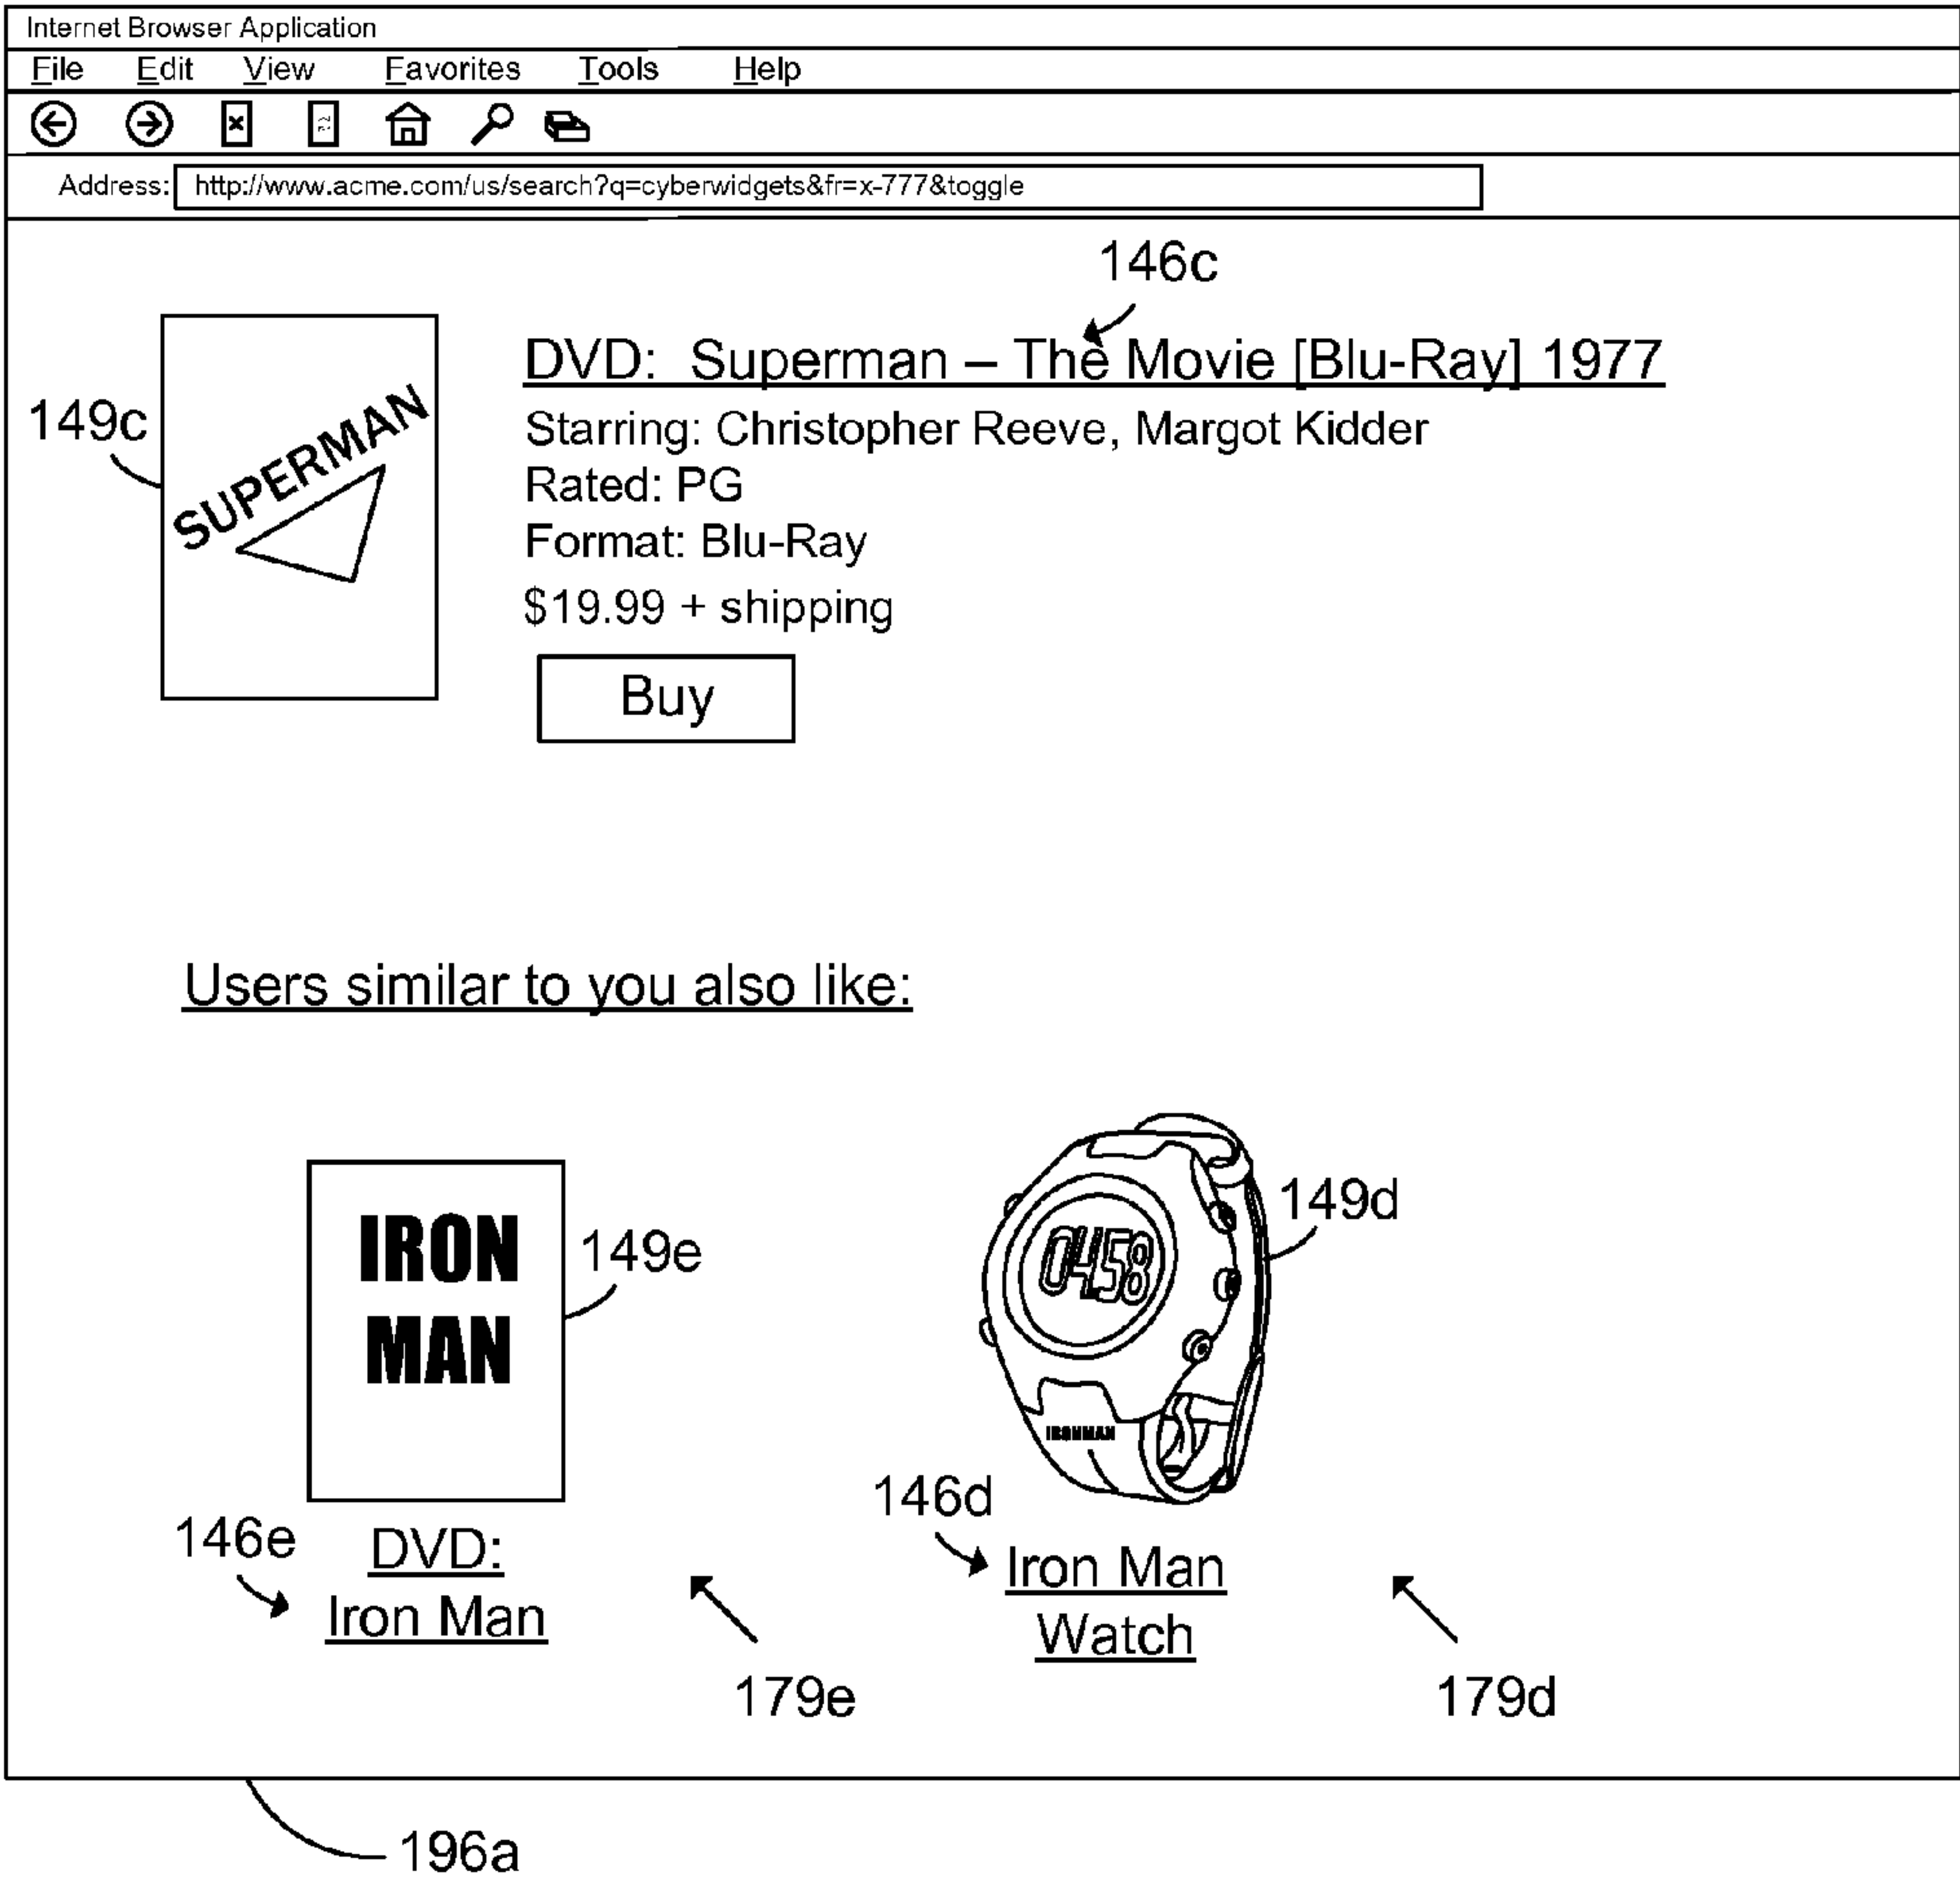 Internet Browser Application
File Edit View Favorites Tools Help
Address: http://www.acme.com/us/search?q=cyberwidgets&fr=x-777&toggle
146c
DVD: Superman – The Movie [Blu-Ray] 1977
149c
SUPERMAN
Starring: Christopher Reeve, Margot Kidder
Rated: PG
Format: Blu-Ray
$19.99 + shipping
Buy
Users similar to you also like:
IRON
MAN
149e
0458
149d
IRONMAN
146e
DVD:
Iron Man
146d
Iron Man
Watch
179e
179d
196a